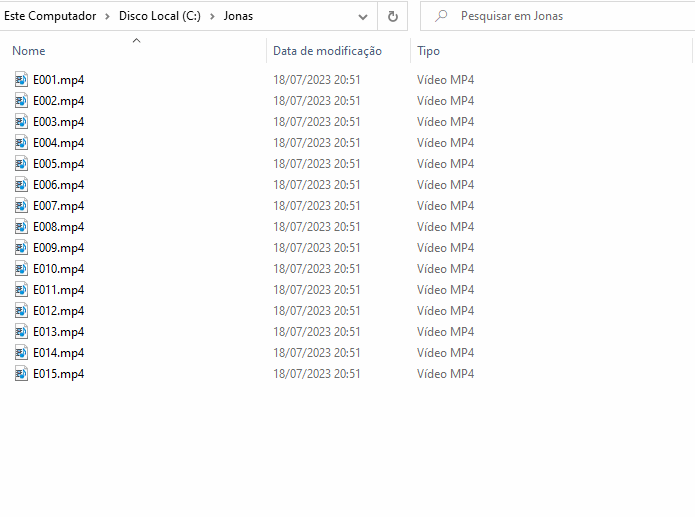 Este Computador > Disco Local (C:) > Jonas Pesquisar em Jonas
Nome Data de modificação Tipo
E001.mp4 18/07/2023 20:51 Vídeo MP4
E002.mp4 18/07/2023 20:51 Vídeo MP4
E003.mp4 18/07/2023 20:51 Vídeo MP4
E004.mp4 18/07/2023 20:51 Vídeo MP4
E005.mp4 18/07/2023 20:51 Vídeo MP4
E006.mp4 18/07/2023 20:51 Vídeo MP4
E007.mp4 18/07/2023 20:51 Vídeo MP4
E008.mp4 18/07/2023 20:51 Vídeo MP4
E009.mp4 18/07/2023 20:51 Vídeo MP4
E010.mp4 18/07/2023 20:51 Vídeo MP4
E011.mp4 18/07/2023 20:51 Vídeo MP4
E012.mp4 18/07/2023 20:51 Vídeo MP4
E013.mp4 18/07/2023 20:51 Vídeo MP4
E014.mp4 18/07/2023 20:51 Vídeo MP4
E015.mp4 18/07/2023 20:51 Vídeo MP4